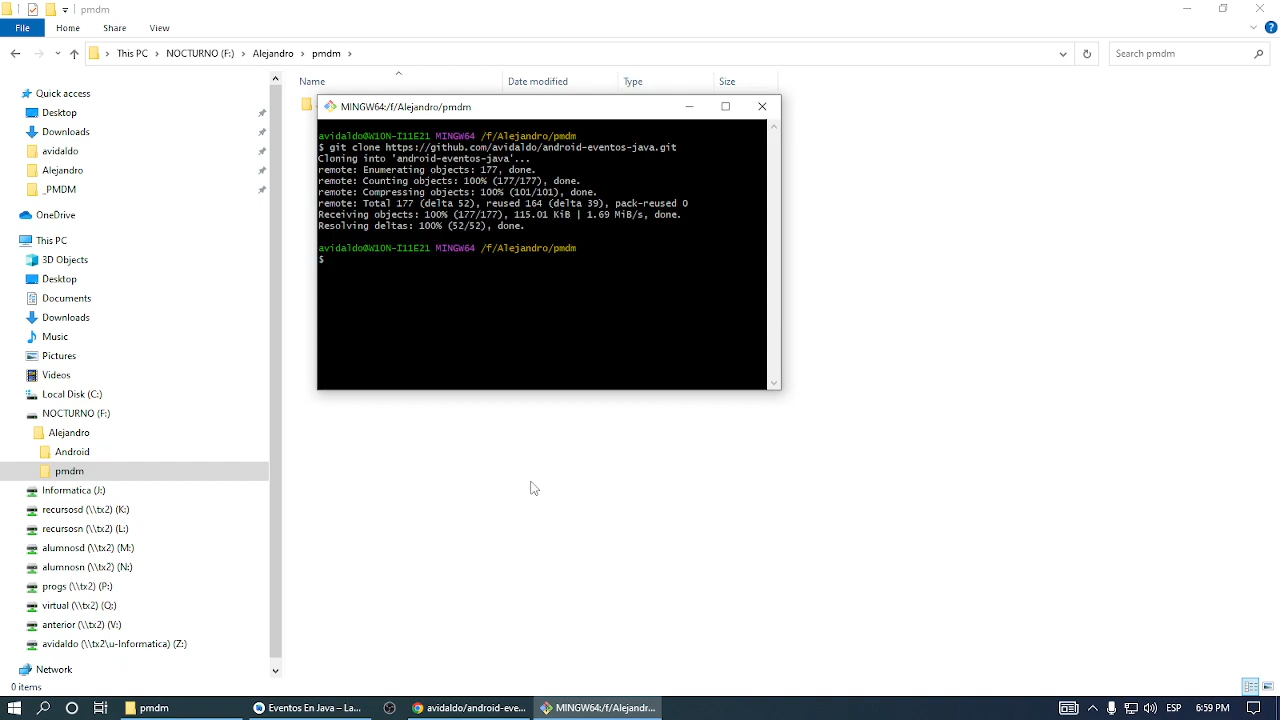 pmdm
File
Home
Share
View
This PC
NOCTURNO (F:)
Alejandro
pmdm
Search pmdm
Name
Date modified
Type
Size
Quick access
Desktop
Downloads
avidaldo
Alejandro
_PMDM
OneDrive
This PC
3D Objects
Desktop
Documents
Downloads
Music
Pictures
Videos
Local Disk (C:)
NOCTURNO (F:)
Alejandro
Android
pmdm
Informatica (J:)
recursosd (\\tx2) (K:)
recursosn (\\tx2) (L:)
alumnosd (\\tx2) (M:)
alumnosn (\\tx2) (N:)
progs (\\tx2) (P:)
virtual (\\tx2) (Q:)
anterior (\\tx2) (V:)
avidaldo (\\tx2\u-Informatica) (Z:)
Network
0 items
MINGW64:/f/Alejandro/pmdm
avidaldo@W10N-I11E21 MINGW64 /f/Alejandro/pmdm
$ git clone https://github.com/avidaldo/android-eventos-java.git
Cloning into 'android-eventos-java'...
remote: Enumerating objects: 177, done.
remote: Counting objects: 100% (177/177), done.
remote: Compressing objects: 100% (101/101), done.
remote: Total 177 (delta 52), reused 164 (delta 39), pack-reused 0
Receiving objects: 100% (177/177), 115.01 KiB | 1.69 MiB/s, done.
Resolving deltas: 100% (52/52), done.
avidaldo@W10N-I11E21 MINGW64 /f/Alejandro/pmdm
$
pmdm
Eventos En Java – La...
avidaldo/android-eve...
MINGW64:/f/Alejandr...
ESP
6:59 PM